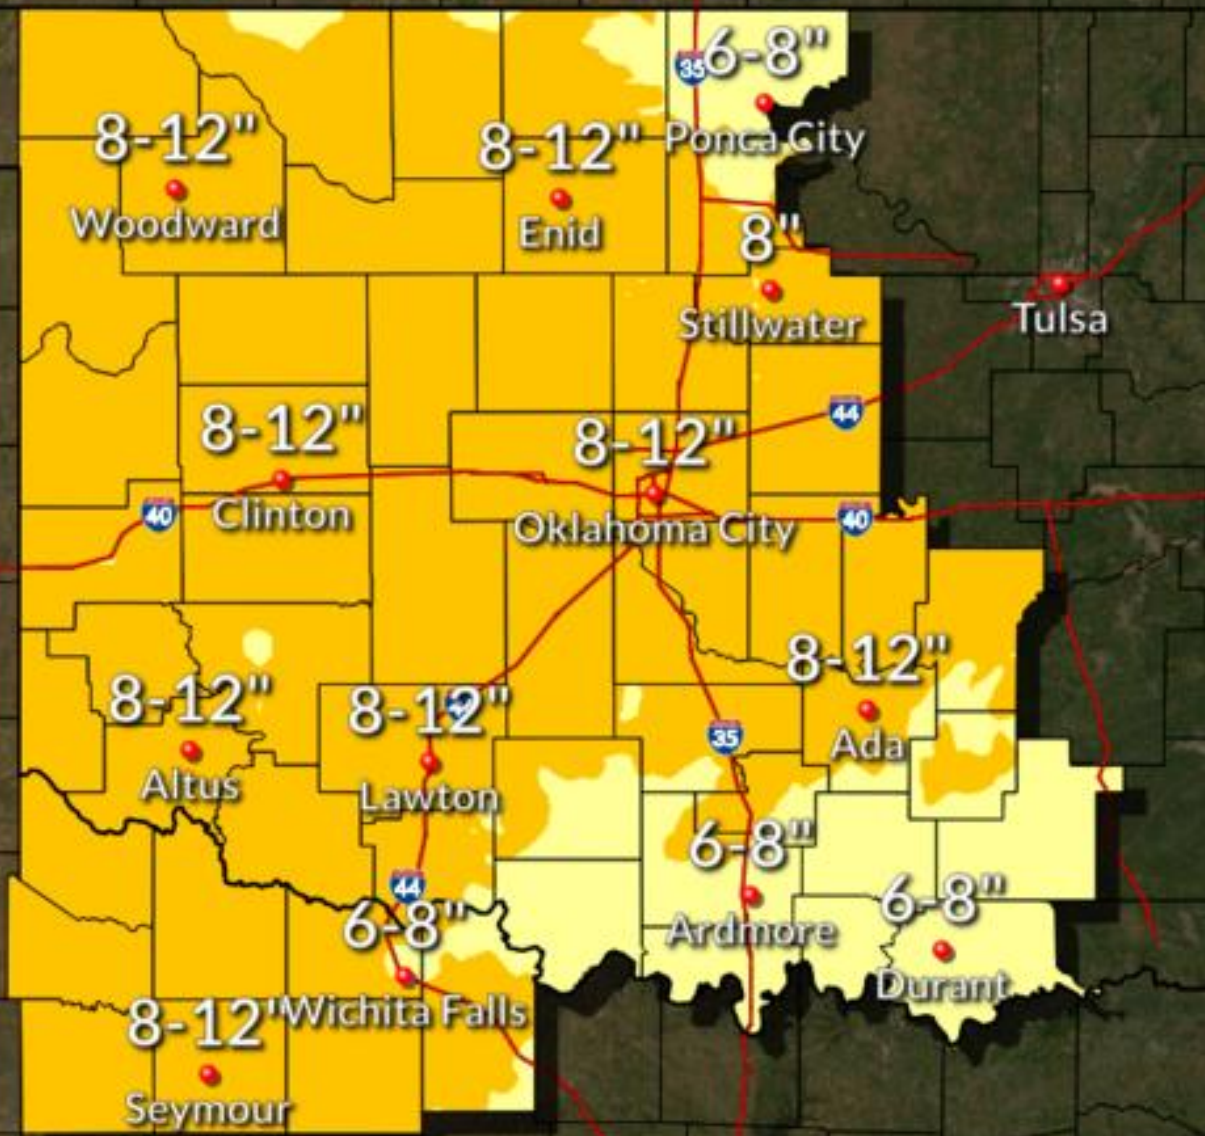 35
6-8"
Ponca City
8-12"
Woodward
8-12"
Enid
8"
Stillwater
Tulsa
44
8-12"
Clinton
8-12"
Oklahoma City
40
40
8-12"
Ada
8-12"
Altus
8-12"
Lawton
35
6-8"
Ardmore
44
6-8"
Wichita Falls
6-8"
Durant
8-12"
Seymour